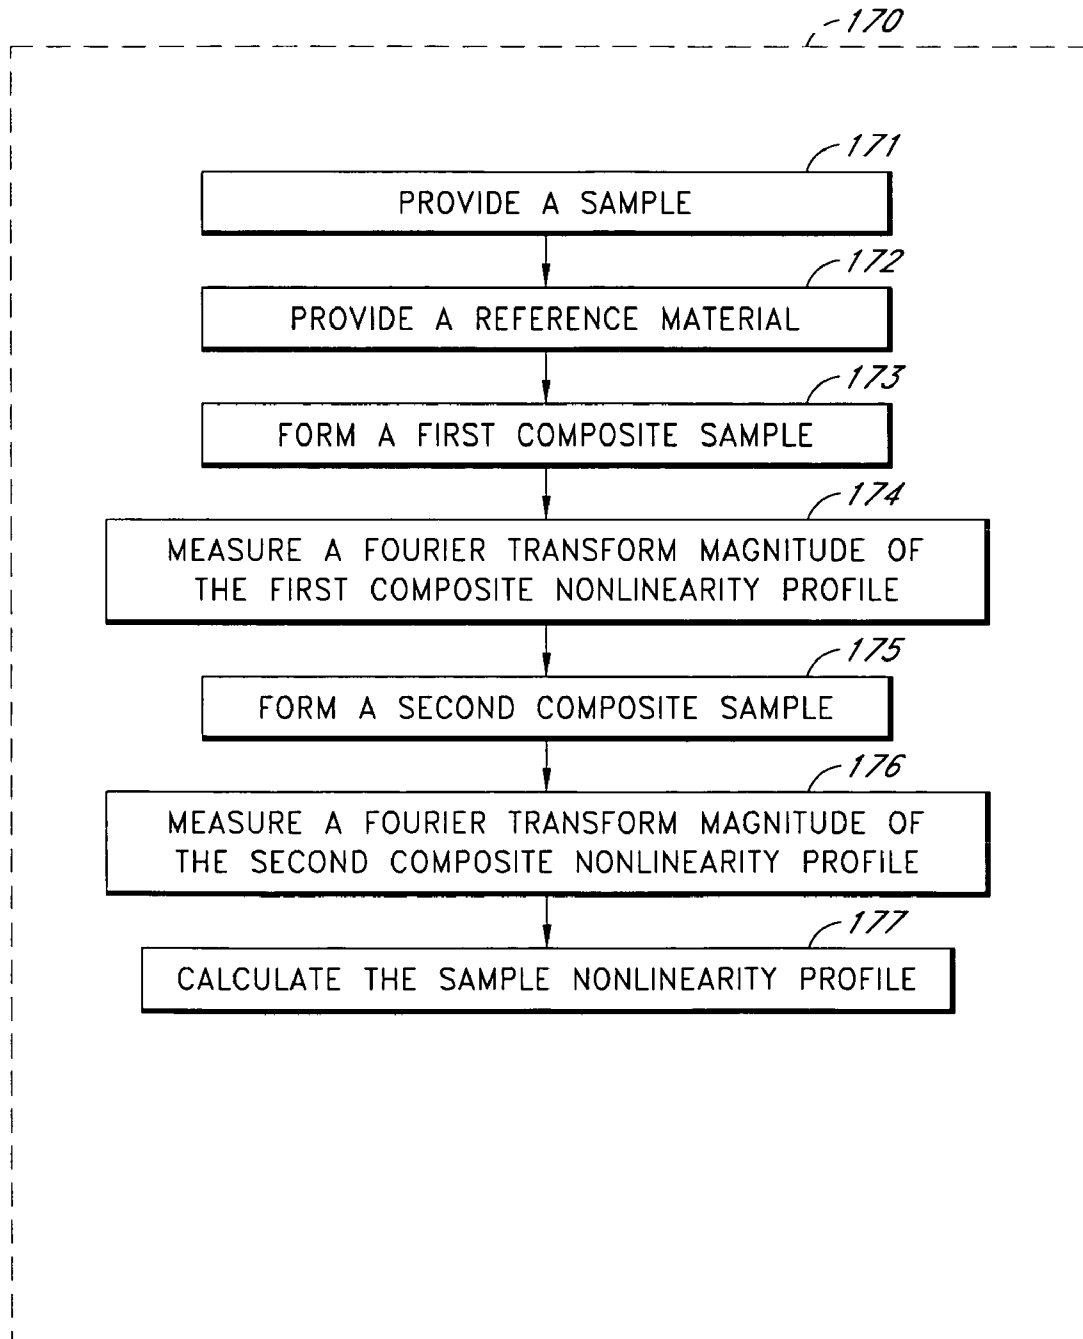 170
171
PROVIDE A SAMPLE
172
PROVIDE A REFERENCE MATERIAL
173
FORM A FIRST COMPOSITE SAMPLE
174
MEASURE A FOURIER TRANSFORM MAGNITUDE OF
THE FIRST COMPOSITE NONLINEARITY PROFILE
175
FORM A SECOND COMPOSITE SAMPLE
176
MEASURE A FOURIER TRANSFORM MAGNITUDE OF
THE SECOND COMPOSITE NONLINEARITY PROFILE
177
CALCULATE THE SAMPLE NONLINEARITY PROFILE